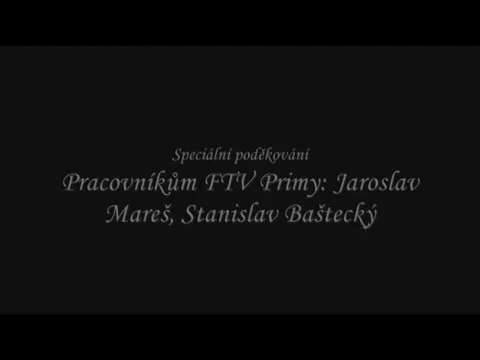 Speciální poděkování
Pracovníkům FTV Primy: Jaroslav
Mareš, Stanislav Baštecký